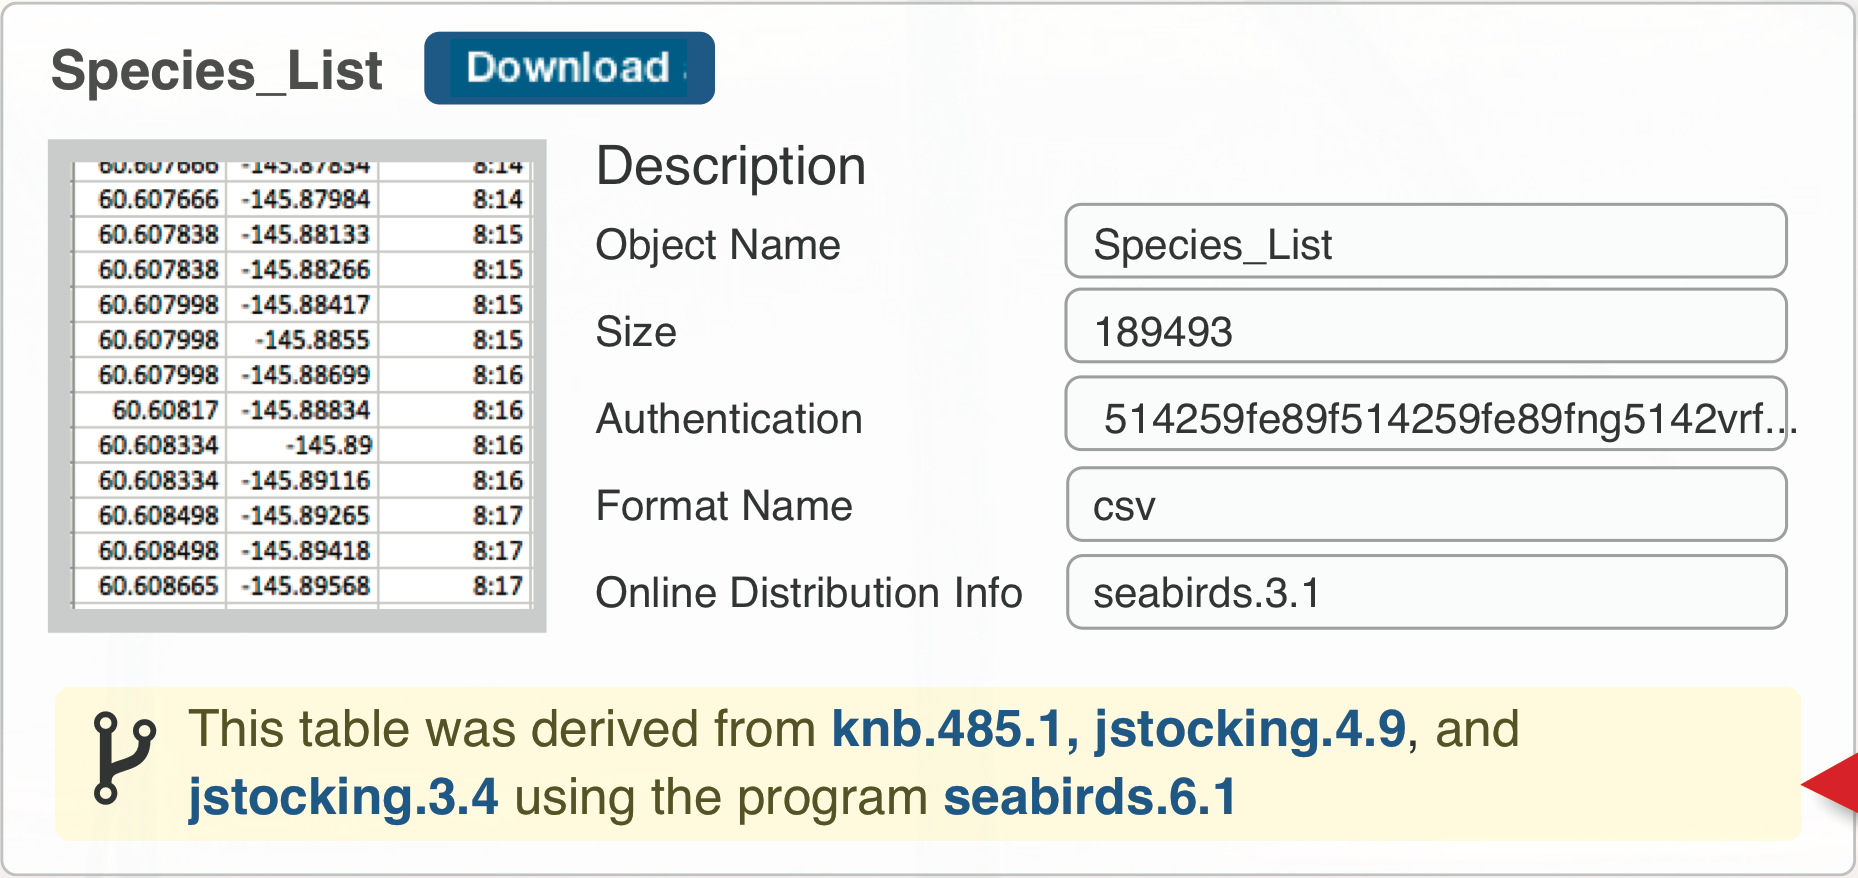 Species_List Download
60.607666 -145.87834 8:14
60.607666 -145.87984 8:14
60.607838 -145.88133 8:15
60.607838 -145.88266 8:15
60.607998 -145.88417 8:15
60.607998 -145.8855 8:15
60.607998 -145.88699 8:16
60.60817 -145.88834 8:16
60.608334 -145.89 8:16
60.608334 -145.89116 8:16
60.608498 -145.89265 8:17
60.608498 -145.89418 8:17
60.608665 -145.89568 8:17
Description
Object Name Species_List
Size 189493
Authentication 514259fe89f514259fe89fng5142vrf...
Format Name csv
Online Distribution Info seabirds.3.1
This table was derived from knb.485.1, jstocking.4.9, and
jstocking.3.4 using the program seabirds.6.1